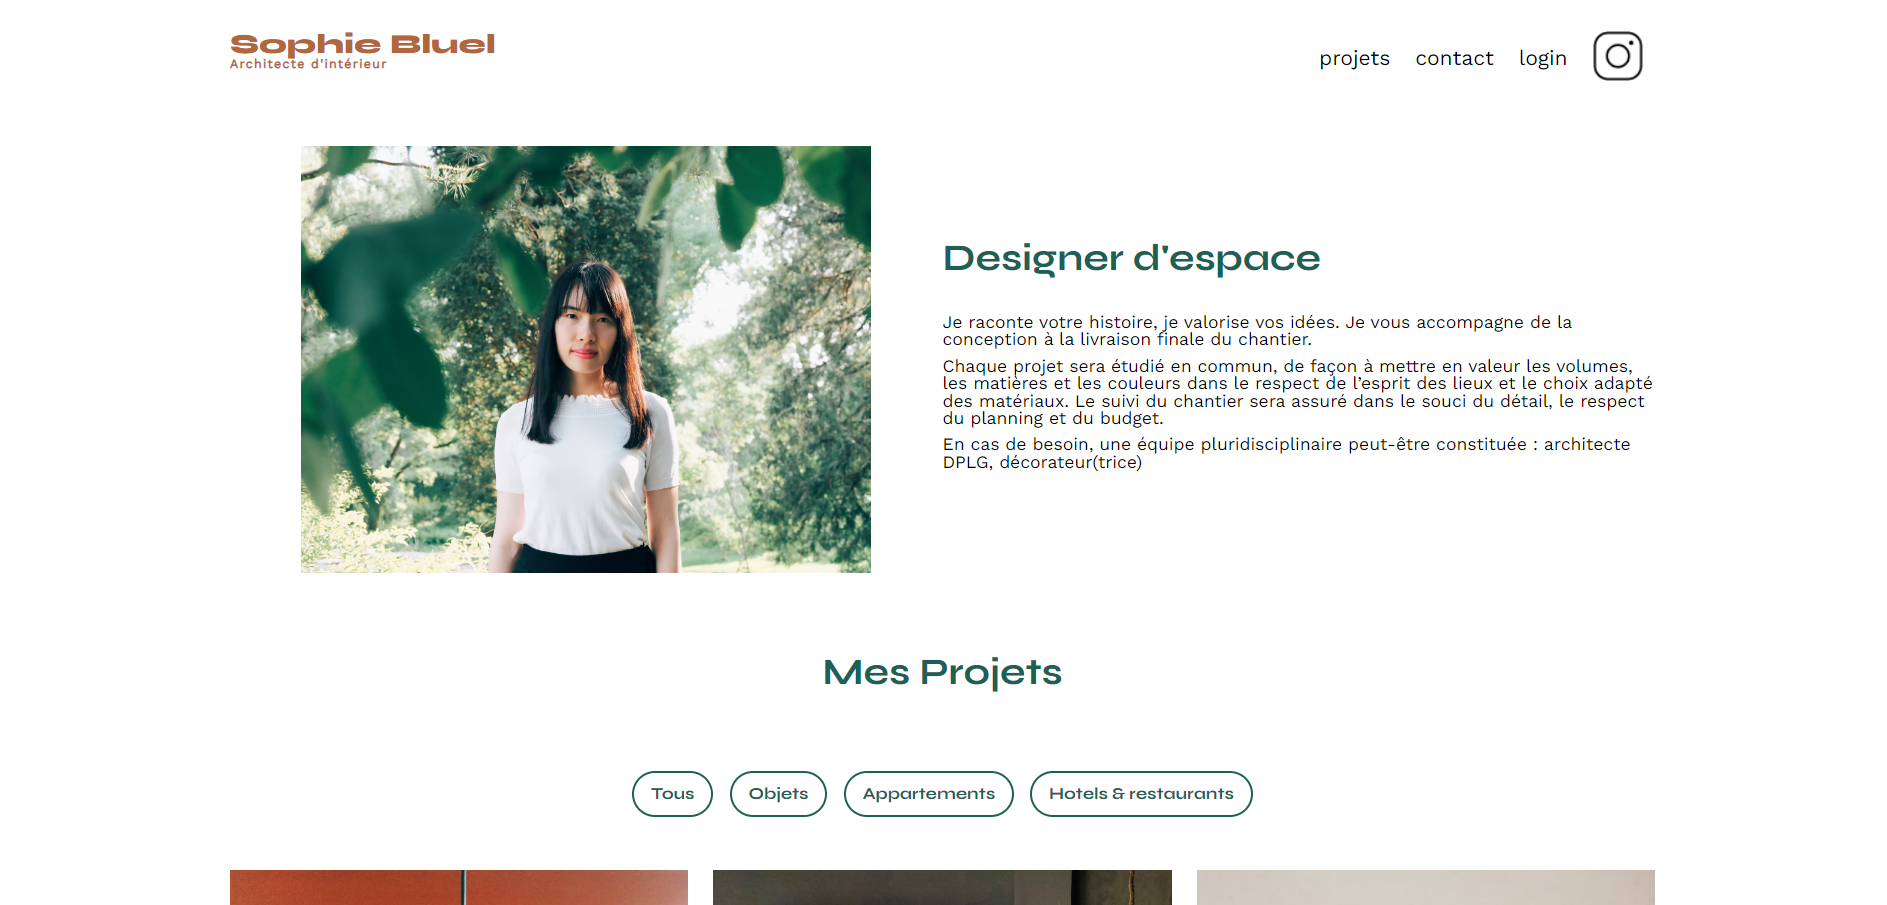 Sophie Bluel
Architecte d'intérieur
projets contact login
Designer d'espace
Je raconte votre histoire, je valorise vos idées. Je vous accompagne de la
conception à la livraison finale du chantier.
Chaque projet sera étudié en commun, de façon à mettre en valeur les volumes,
les matières et les couleurs dans le respect de l’esprit des lieux et le choix adapté
des matériaux. Le suivi du chantier sera assuré dans le souci du détail, le respect
du planning et du budget.
En cas de besoin, une équipe pluridisciplinaire peut-être constituée : architecte
DPLG, décorateur(trice)
Mes Projets
Tous Objets Appartements Hotels & restaurants